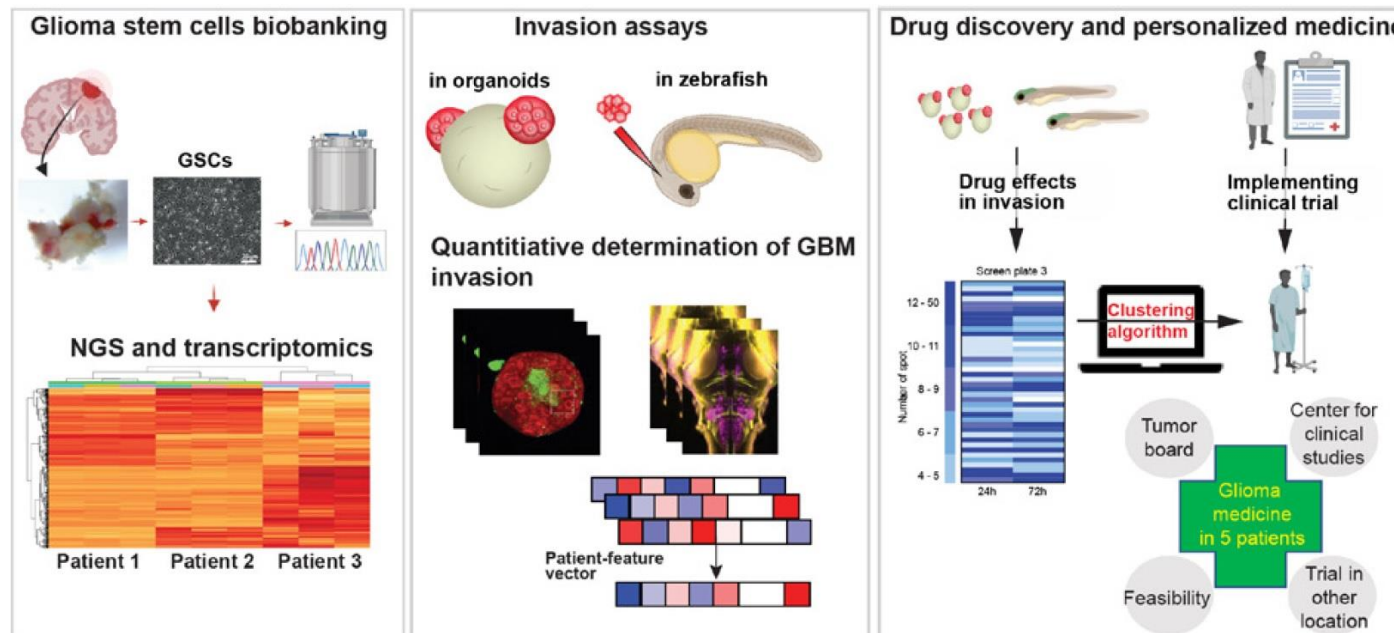 Glioma stem cells biobanking
GSCs
NGS and transcriptomics
Patient 1
Patient 2
Patient 3
Invasion assays
in organoids
in zebrafish
Quantitiative determination of GBM
invasion
Patient-feature
vector
Drug discovery and personalized medicine
Drug effects
in invasion
Implementing
clinical trial
Screen plate 3
Number of spot
12 - 50
10 - 11
8 - 9
6 - 7
4 - 5
24h
72h
Clustering
algorithm
Tumor
board
Center for
clinical
studies
Glioma
medicine
in 5 patients
Feasibility
Trial in
other
location